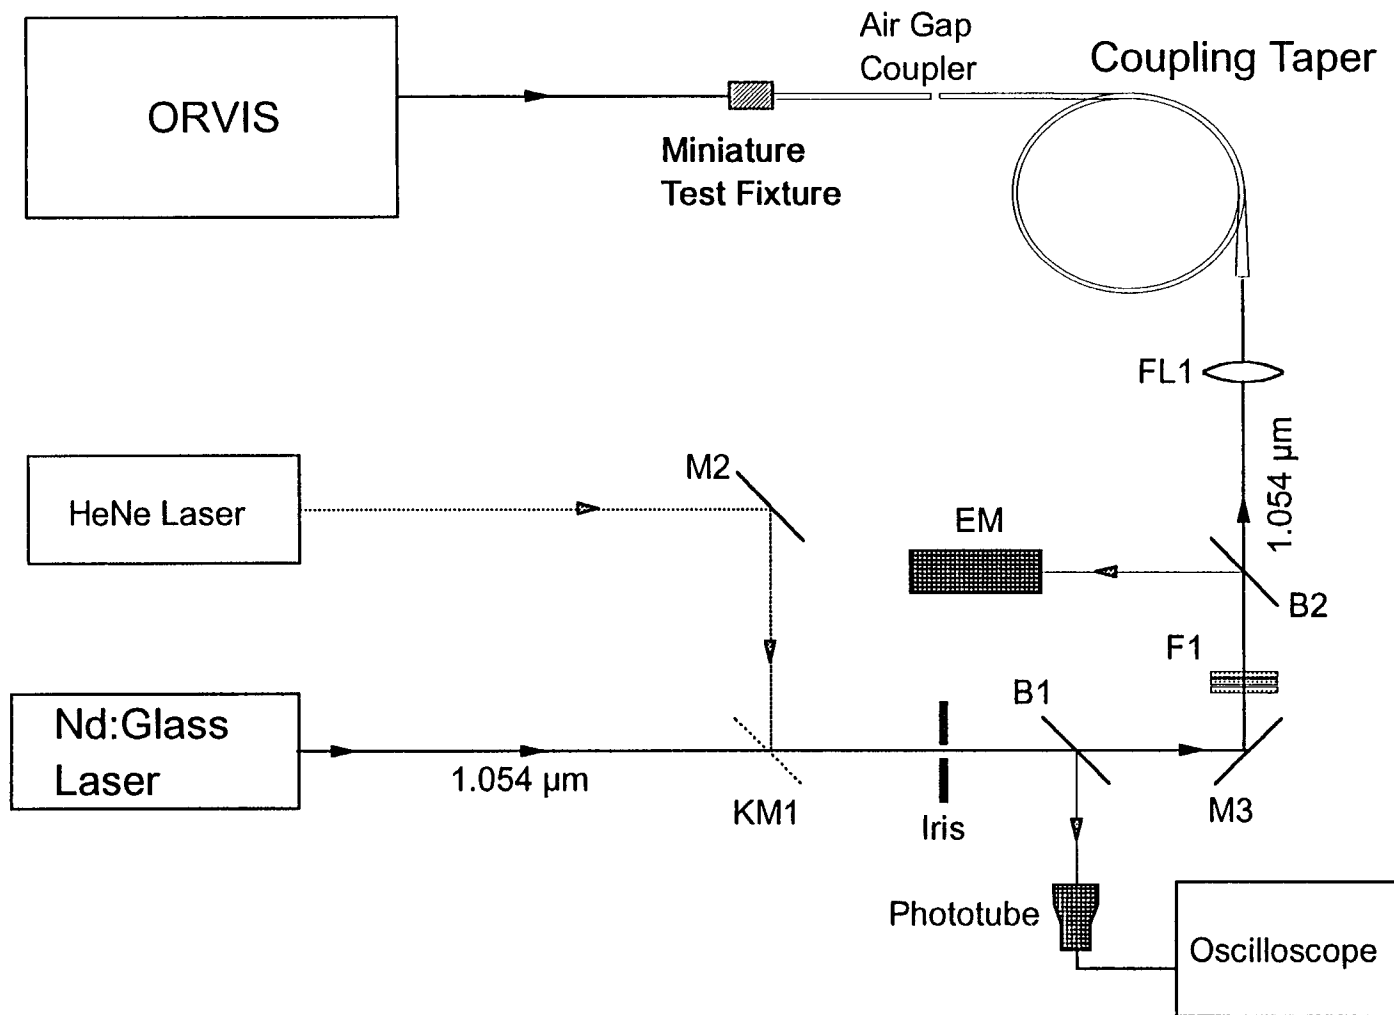 Air Gap
Coupler
Coupling Taper
ORVIS
Miniature
Test Fixture
FL1
1.054 µm
M2
HeNe Laser
EM
B2
F1
B1
Nd:Glass
Laser
1.054 µm
KM1
Iris
M3
Phototube
Oscilloscope